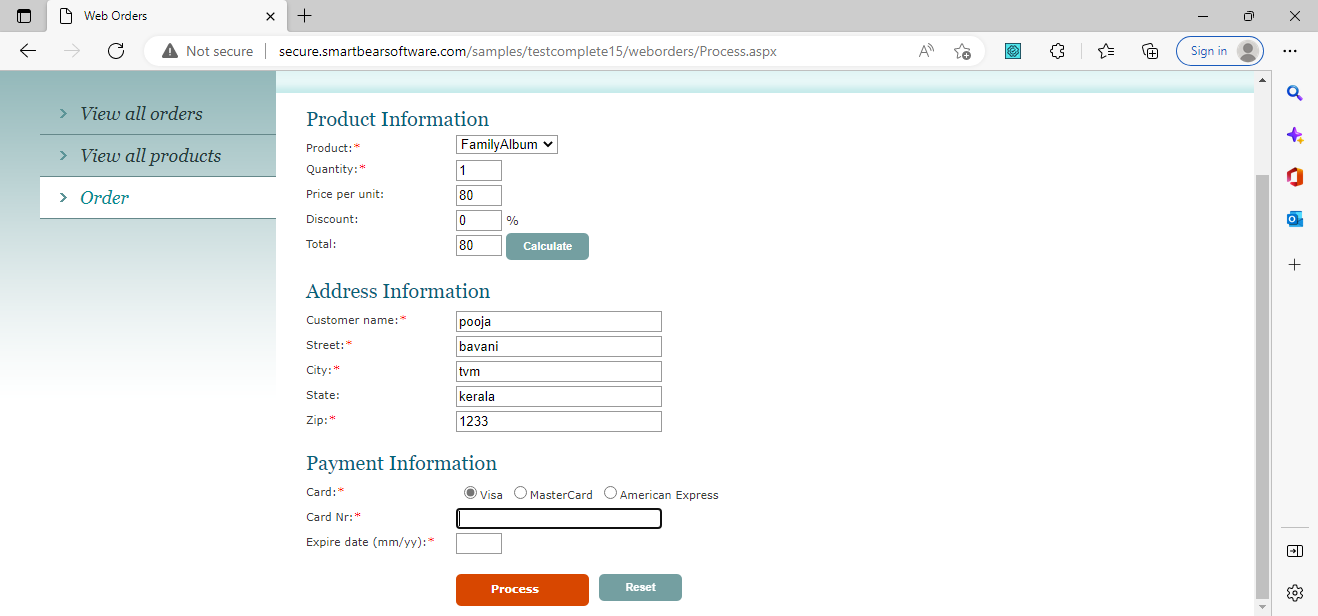 Web Orders
Not secure
secure.smartbearsoftware.com/samples/testcomplete15/weborders/Process.aspx
Sign in
View all orders
View all products
Order
Product Information
Product:* FamilyAlbum
Quantity:* 1
Price per unit: 80
Discount: 0 %
Total: 80 Calculate
Address Information
Customer name:* pooja
Street:* bavani
City:* tvm
State: kerala
Zip:* 1233
Payment Information
Card:* Visa MasterCard American Express
Card Nr:*
Expire date (mm/yy):*
Process Reset